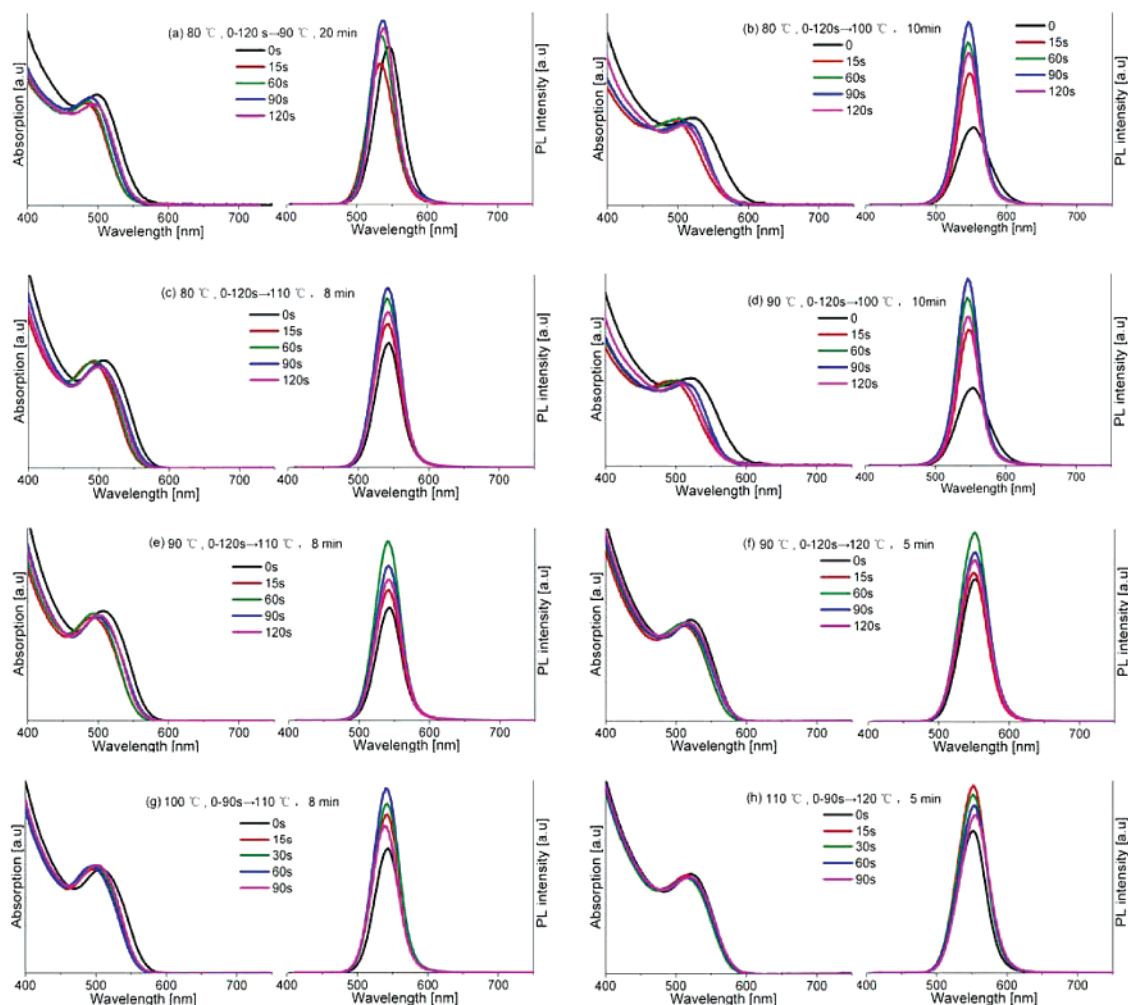 (a) 80 ℃ , 0-120 s→90 ℃, 20 min
0s
15s
60s
90s
120s
Absorption [a.u]
PL Intensity [a.u]
400 500 600 700
Wavelength [nm]
400 500 600 700
Wavelength [nm]
(b) 80 ℃ , 0-120s→100 ℃ , 10min
0
15s
60s
90s
120s
15s
60s
90s
120s
Absorption [a.u]
PL intensity [a.u]
400 500 600 700
Wavelength [nm]
500 600 700
Wavelength [nm]
(c) 80 ℃ , 0-120s→110 ℃ , 8 min
0s
15s
60s
90s
120s
Absorption [a.u]
PL intensity [a.u]
400 500 600 700
Wavelength [nm]
500 600 700
Wavelength [nm]
(d) 90 ℃ , 0-120s→100 ℃ , 10min
0
15s
60s
90s
120s
Absorption [a.u]
PL intensity [a.u]
400 500 600 700
Wavelength [nm]
500 600 700
Wavelength [nm]
(e) 90 ℃ , 0-120s→110 ℃ , 8 min
0s
15s
60s
90s
120s
Absorption [a.u]
PL intensity [a.u]
400 500 600 700
Wavelength [nm]
500 600 700
Wavelength [nm]
(f) 90 ℃ , 0-120s→120 ℃ , 5 min
0s
15s
60s
90s
120s
Absorption [a.u]
PL intensity [a.u]
400 500 600 700
Wavelength [nm]
500 600 700
Wavelength [nm]
(g) 100 ℃ , 0-90s→110 ℃ , 8 min
0s
15s
30s
60s
90s
Absorption [a.u]
PL intensity [a.u]
400 500 600 700
Wavelength [nm]
500 600 700
Wavelength [nm]
(h) 110 ℃ , 0-90s→120 ℃ , 5 min
0s
15s
30s
60s
90s
Absorption [a.u]
PL intensity [a.u]
400 500 600 700
Wavelength [nm]
500 600 700
Wavelength [nm]